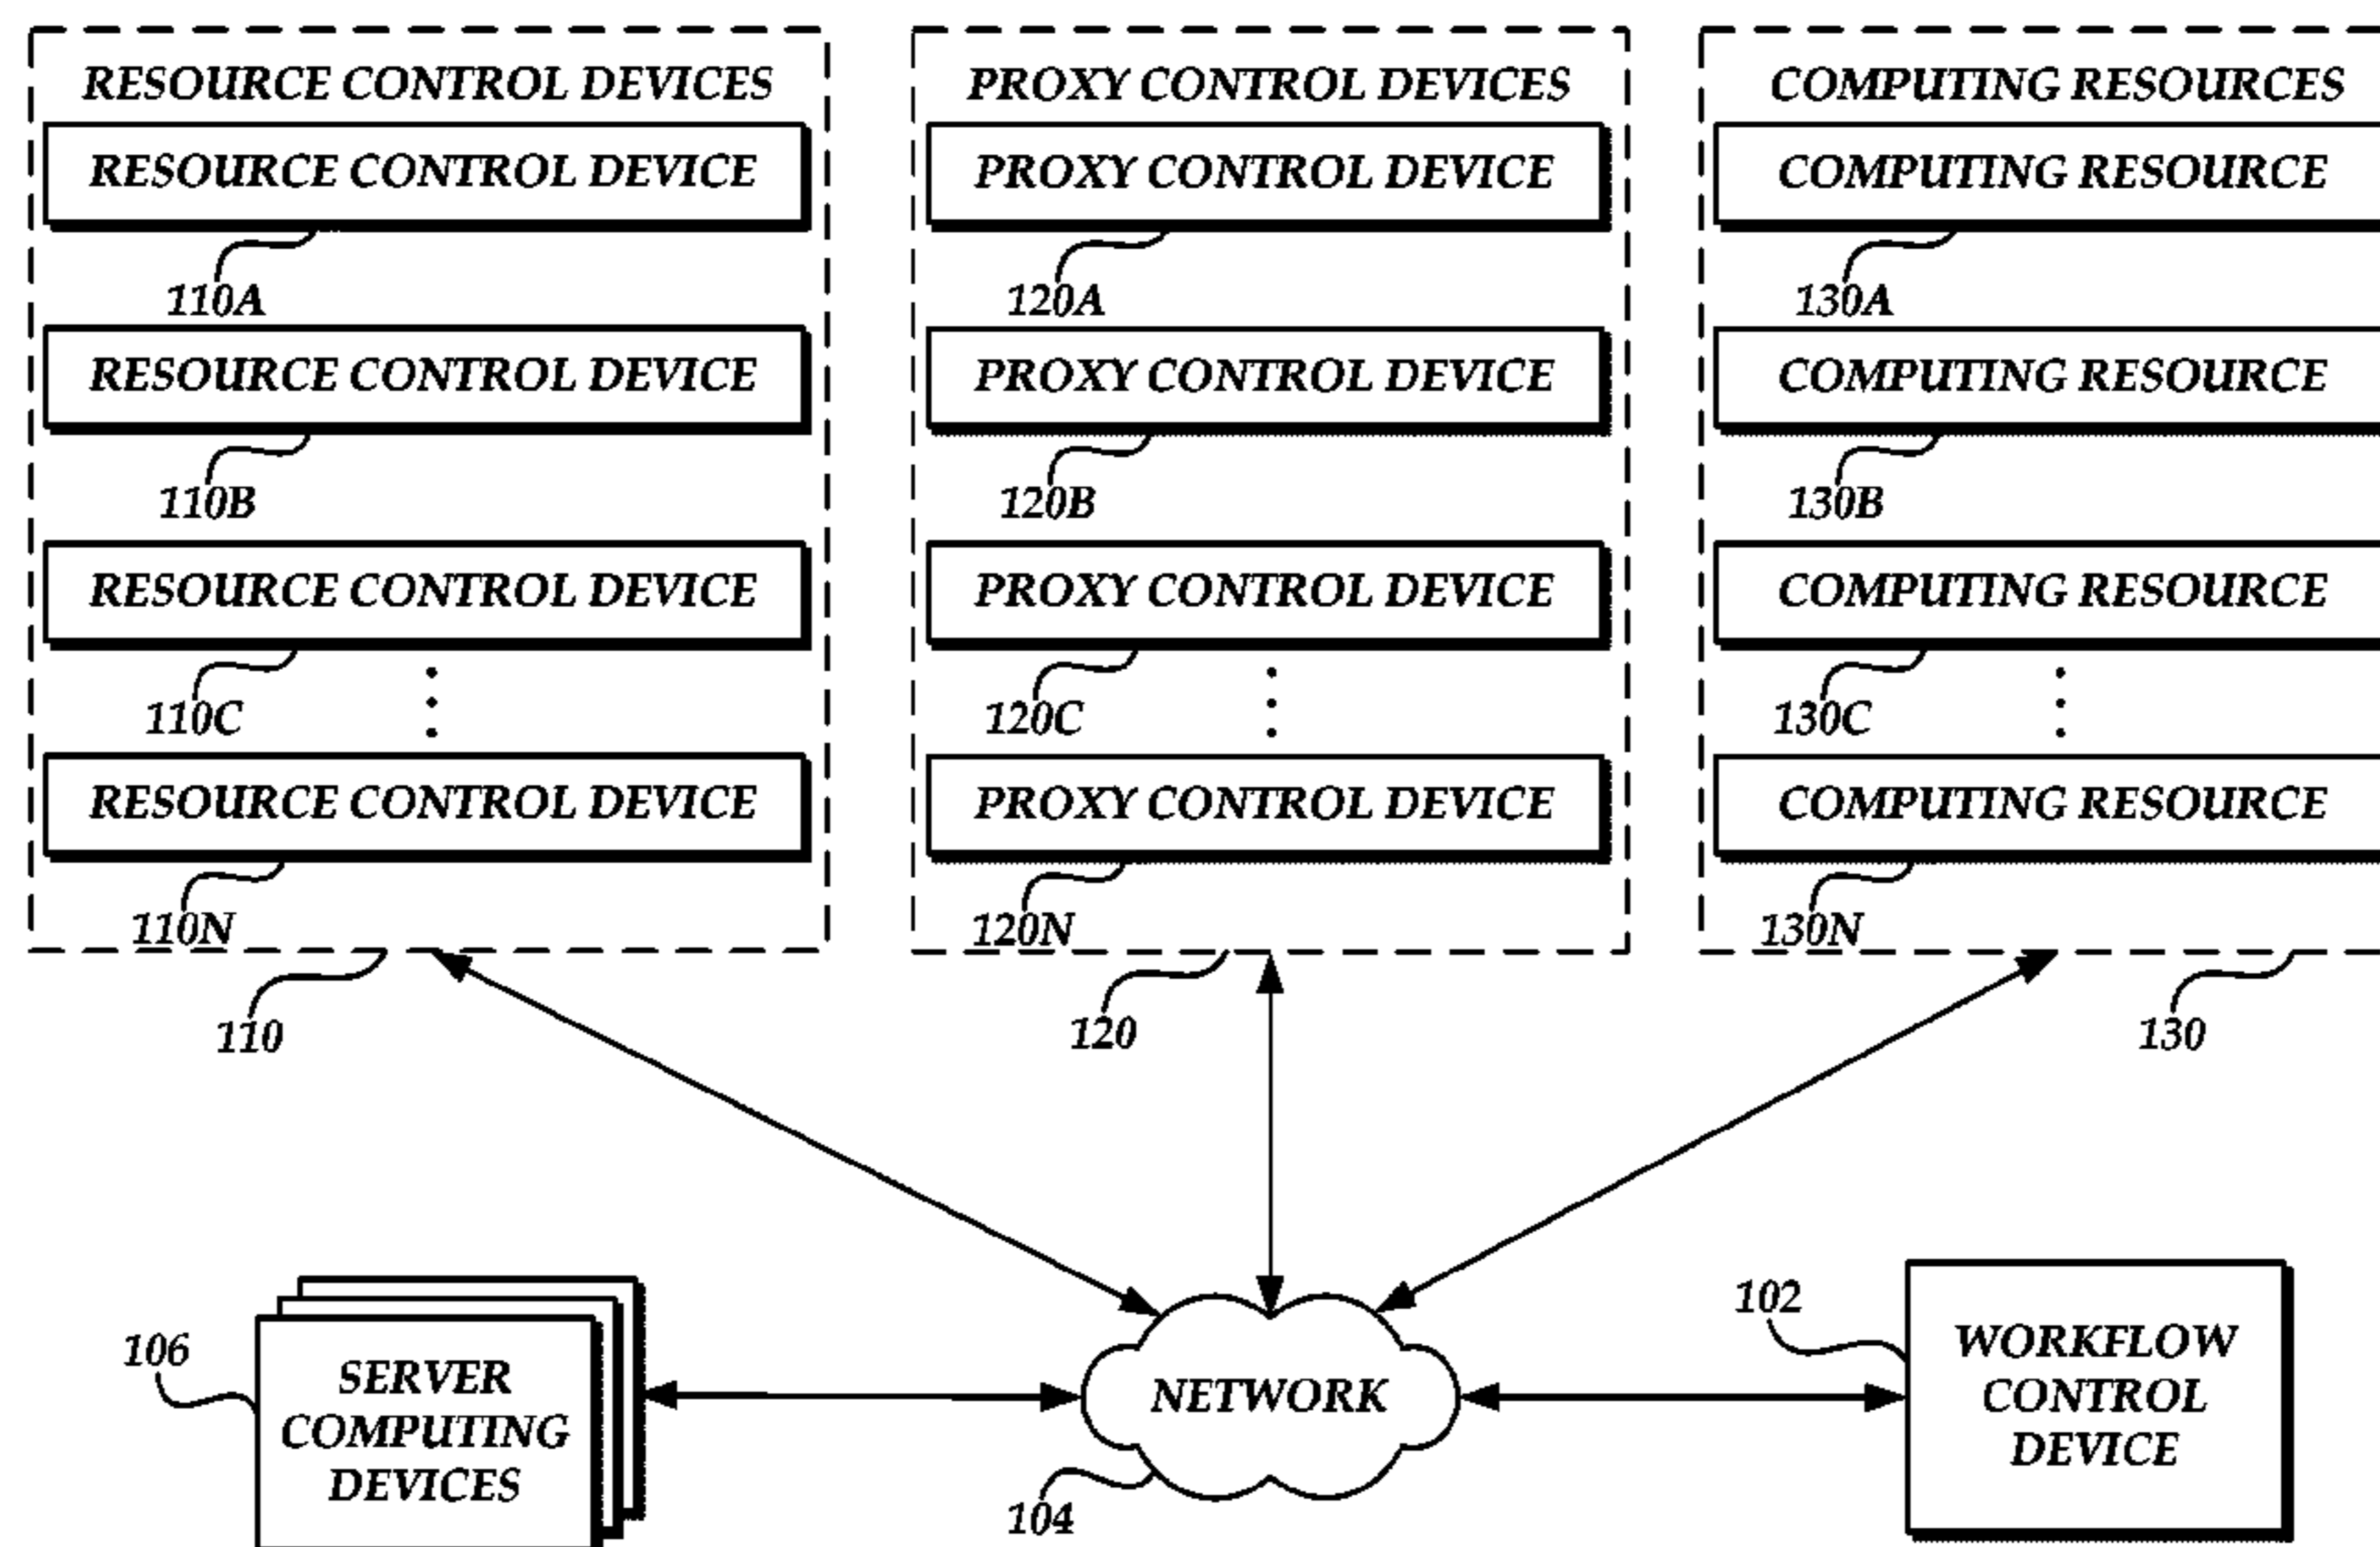 RESOURCE CONTROL DEVICES
RESOURCE CONTROL DEVICE
110A
RESOURCE CONTROL DEVICE
110B
RESOURCE CONTROL DEVICE
110C
RESOURCE CONTROL DEVICE
110N
110
PROXY CONTROL DEVICES
PROXY CONTROL DEVICE
120A
PROXY CONTROL DEVICE
120B
PROXY CONTROL DEVICE
120C
PROXY CONTROL DEVICE
120N
120
COMPUTING RESOURCES
COMPUTING RESOURCE
130A
COMPUTING RESOURCE
130B
COMPUTING RESOURCE
130C
COMPUTING RESOURCE
130N
130
106
SERVER
COMPUTING
DEVICES
NETWORK
104
102
WORKFLOW
CONTROL
DEVICE